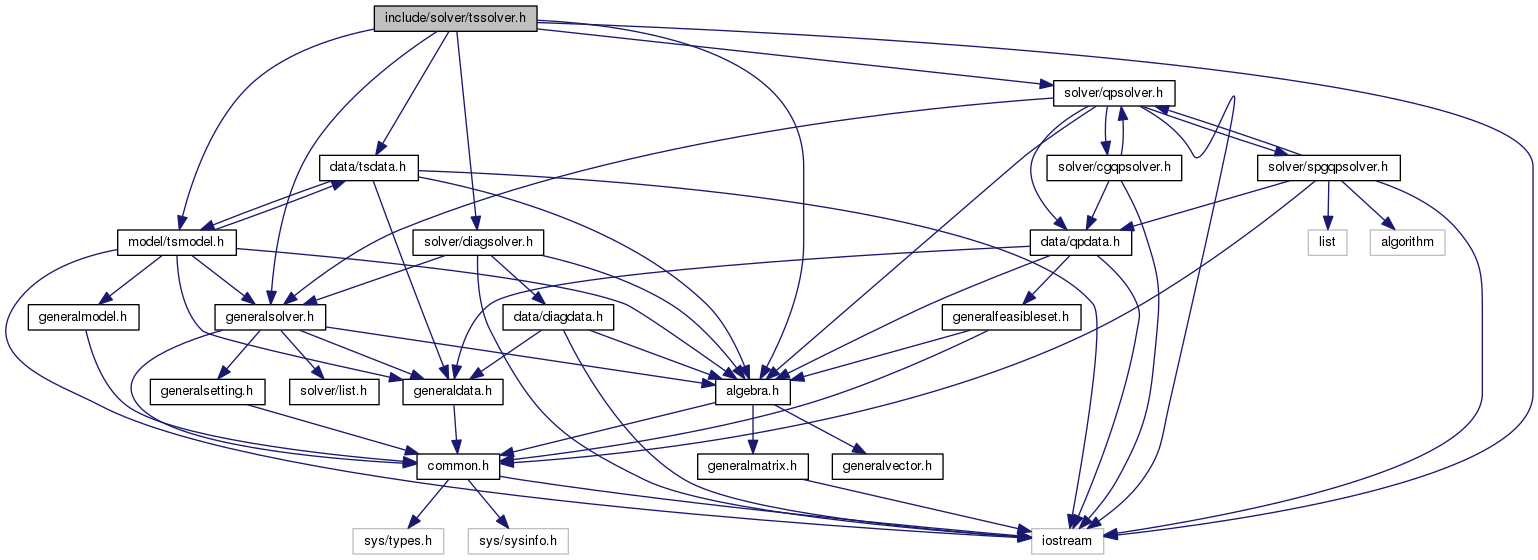 include/solver/tssolver.h
solver/qpsolver.h
data/tsdata.h
solver/cgqpsolver.h
solver/spgqpsolver.h
model/tsmodel.h
solver/diagsolver.h
data/qpdata.h
list
algorithm
generalmodel.h
generalsolver.h
data/diagdata.h
generalfeasibleset.h
generalsetting.h
solver/list.h
generaldata.h
algebra.h
common.h
generalmatrix.h
generalvector.h
sys/types.h
sys/sysinfo.h
iostream